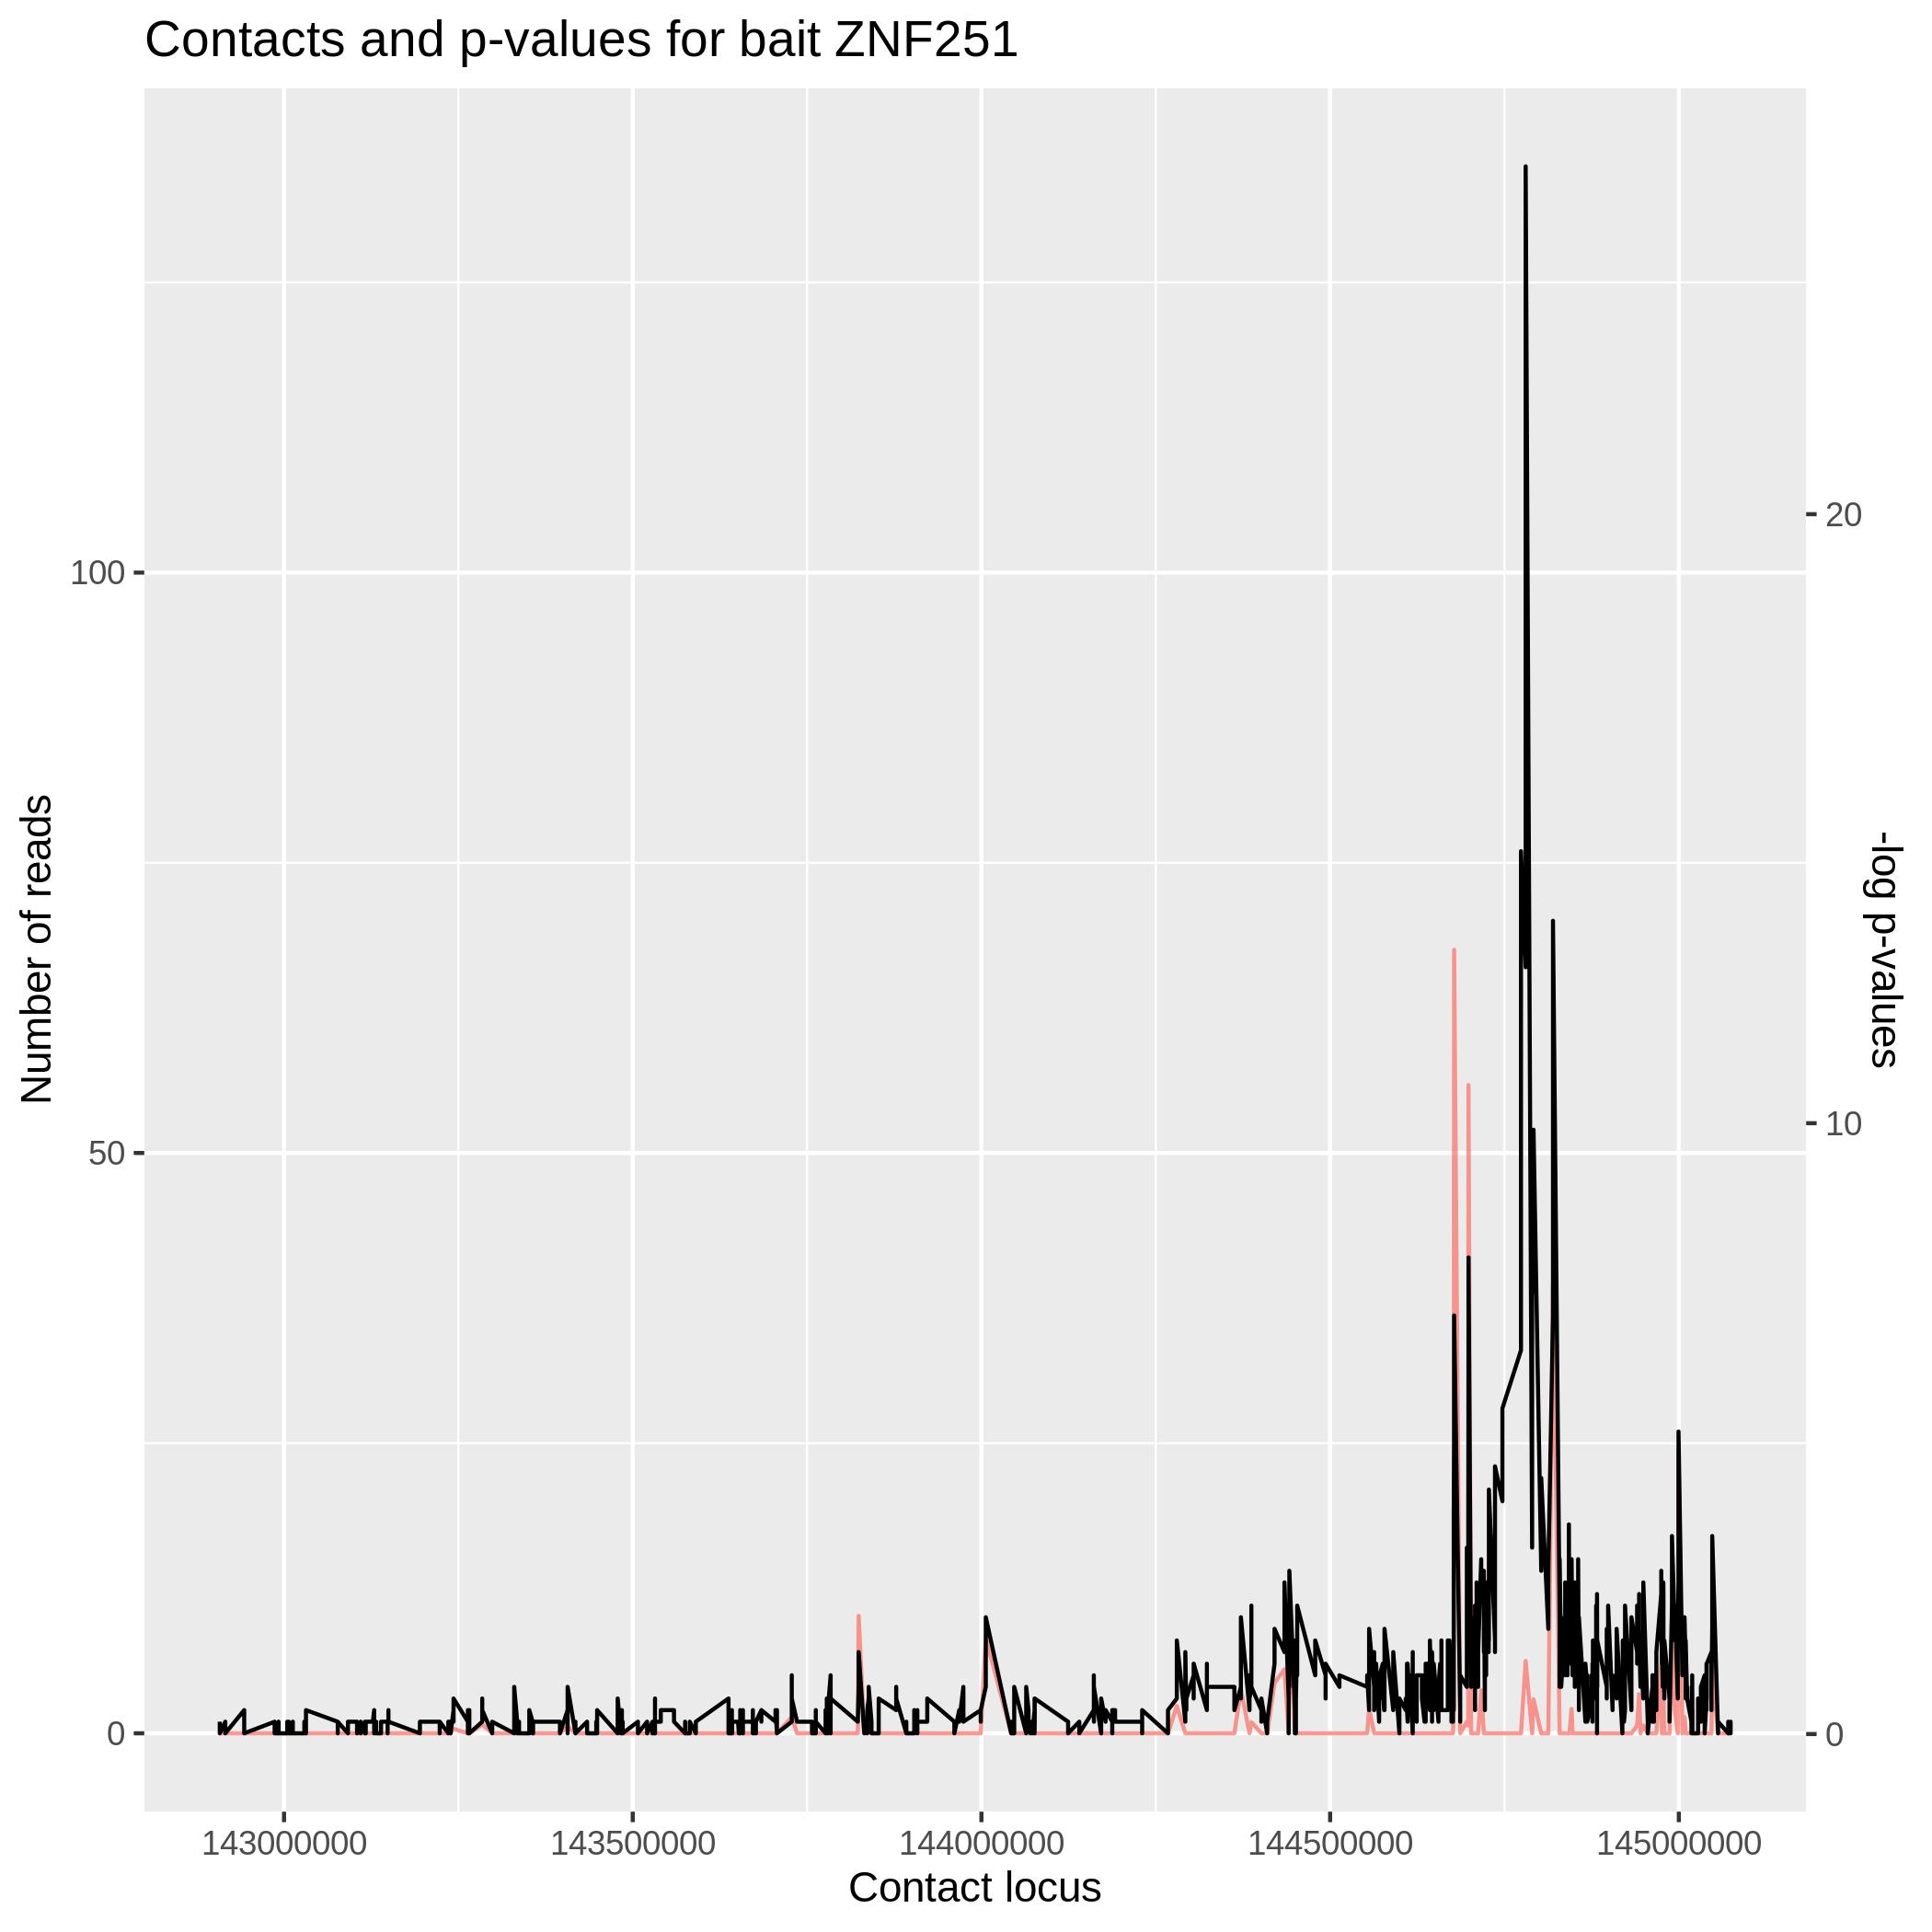 Contacts and p-values for bait ZNF251
Number of reads
100
50
0
20
10
0
-log p-values
143000000 143500000 144000000 144500000 145000000
Contact locus